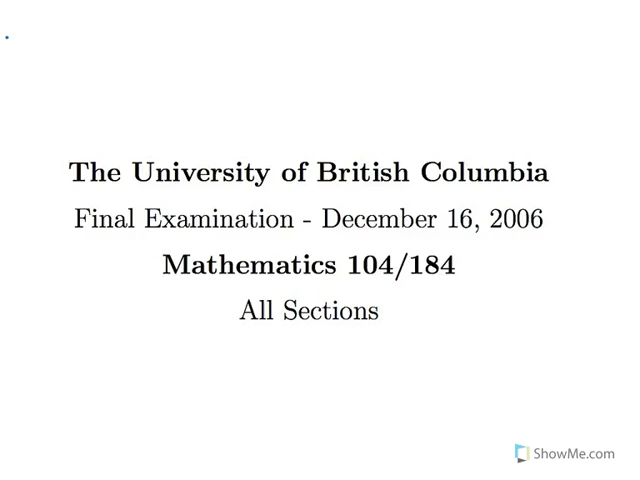 The University of British Columbia
Final Examination - December 16, 2006
Mathematics 104/184
All Sections
ShowMe.com